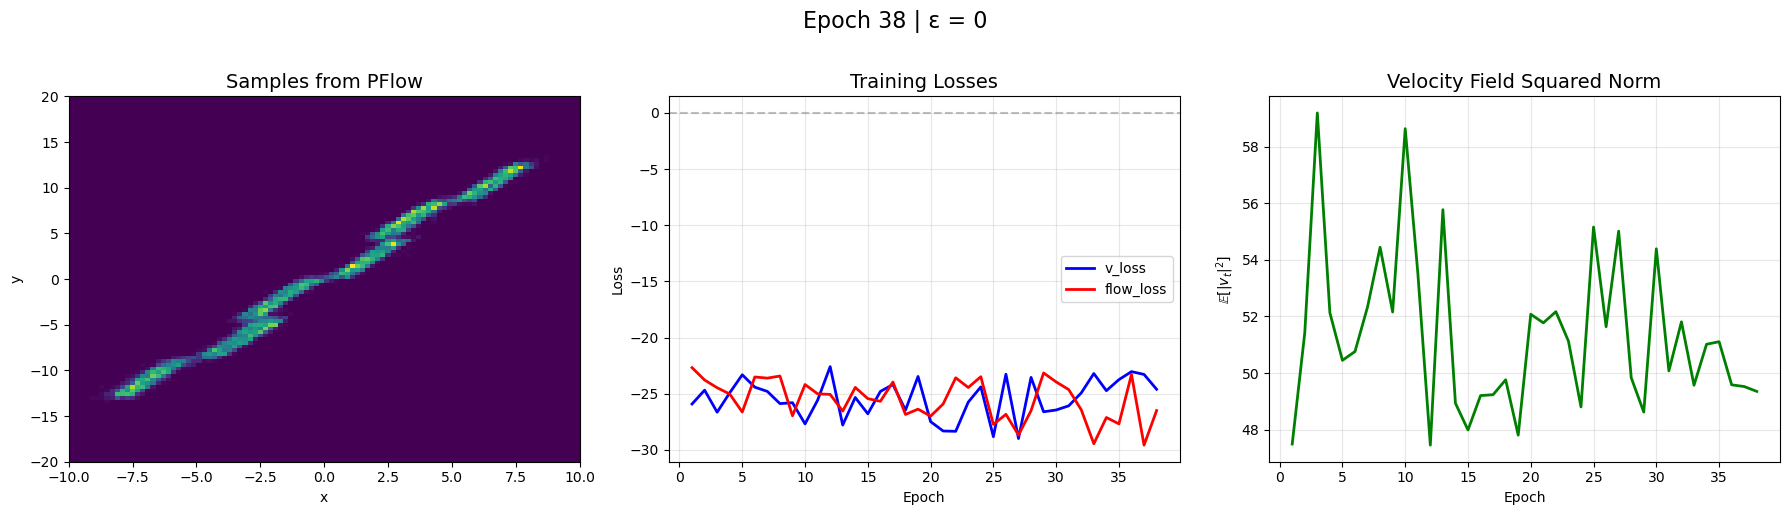 Epoch 38 | ε = 0
Samples from PFlow
20
15
10
5
0
−5
−10
−15
−20
y
−10.0 −7.5 −5.0 −2.5 0.0 2.5 5.0 7.5 10.0
x
Training Losses
0
−5
−10
−15
−20
−25
−30
Loss
v_loss
flow_loss
0 5 10 15 20 25 30 35
Epoch
Velocity Field Squared Norm
58
56
54
52
50
48
𝔼[|v_t|^2]
0 5 10 15 20 25 30 35
Epoch